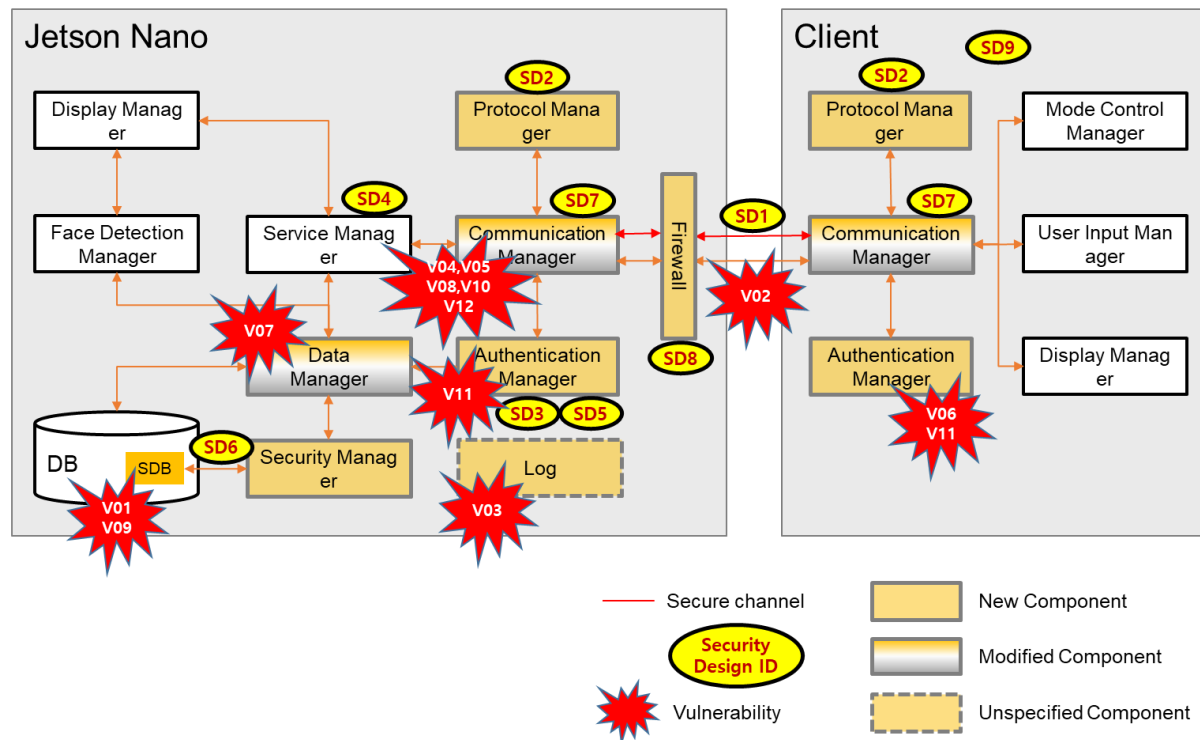 Jetson Nano
Client
SD9
SD2
SD2
Display Manag
er
Protocol Mana
ger
Protocol Mana
ger
Mode Control
Manager
SD4
SD7
SD1
SD7
Face Detection
Manager
Service Manag
er
Communication
Manager
Firewall
Communication
Manager
User Input Man
ager
V04,V05
V08,V10
V12
V02
V07
Data
Manager
Authentication
Manager
SD8
Authentication
Manager
Display Manag
er
V11
SD3
SD5
V06
V11
DB
SDB
SD6
Security Manag
er
Log
V01
V09
V03
Secure channel
New Component
Security
Design ID
Modified Component
Vulnerability
Unspecified Component